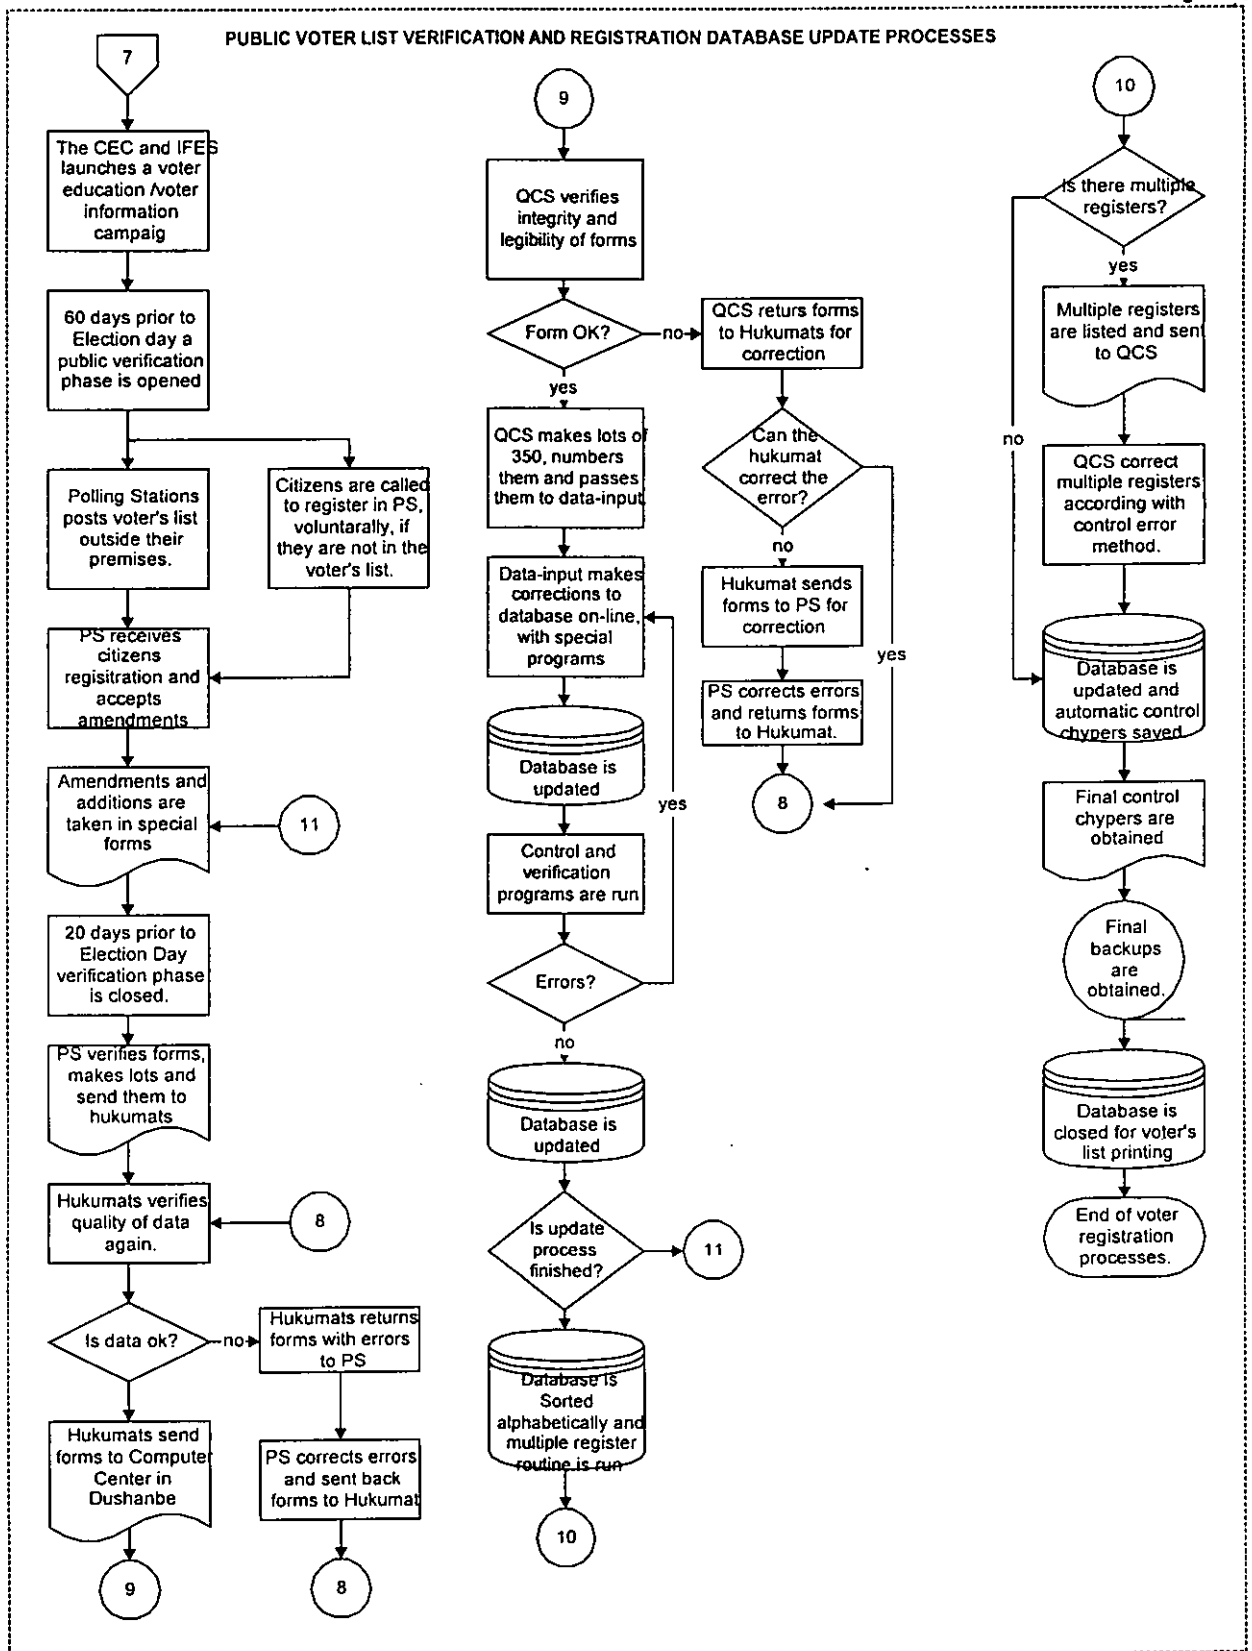 PUBLIC VOTER LIST VERIFICATION AND REGISTRATION DATABASE UPDATE PROCESSES
7
The CEC and IFES
launches a voter
education /voter
information
campaig
60 days prior to
Election day a
public verification
phase is opened
Polling Stations
posts voter's list
outside their
premises.
Citizens are called
to register in PS,
voluntarally, if
they are not in the
voter's list.
PS receives
citizens
regisitration and
accepts
amendments
Amendments and
additions are
taken in special
forms
11
20 days prior to
Election Day
verification phase
is closed.
PS verifies forms,
makes lots and
send them to
hukumats
Hukumats verifies
quality of data
again.
8
Is data ok?
no
Hukumats returns
forms with errors
to PS
Hukumats send
forms to Computer
Center in
Dushanbe
PS corrects errors
and sent back
forms to Hukumat
9
8
9
QCS verifies
integrity and
legibility of forms
Form OK?
no
QCS returs forms
to Hukumats for
correction
yes
QCS makes lots of
350, numbers
them and passes
them to data-input
Can the
hukumat
correct the
error?
no
yes
Data-input makes
corrections to
database on-line,
with special
programs
Hukumat sends
forms to PS for
correction
PS corrects errors
and returns forms
to Hukumat.
8
Database is
updated
yes
Control and
verification
programs are run
Errors?
no
Database is
updated
Is update
process
finished?
11
Database is
Sorted
alphabetically and
multiple register
routine is run
10
10
Is there multiple
registers?
yes
no
Multiple registers
are listed and sent
to QCS
QCS correct
multiple registers
according with
control error
method.
Database is
updated and
automatic control
chypers saved
Final control
chypers are
obtained
Final
backups
are
obtained.
Database is
closed for voter's
list printing
End of voter
registration
processes.